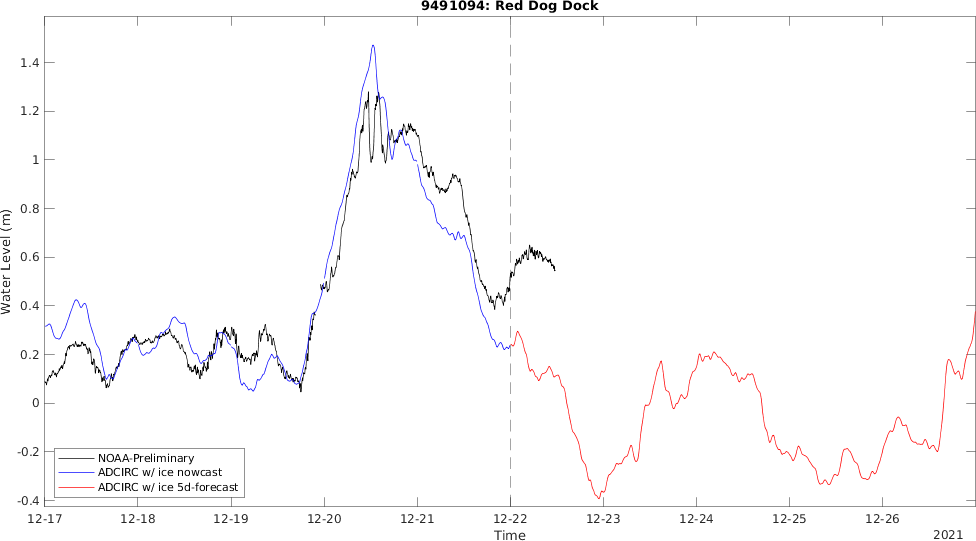 9491094: Red Dog Dock
Water Level (m)
1.4
1.2
1
0.8
0.6
0.4
0.2
0
-0.2
-0.4
NOAA-Preliminary
ADCIRC w/ ice nowcast
ADCIRC w/ ice 5d-forecast
12-17 12-18 12-19 12-20 12-21 12-22 12-23 12-24 12-25 12-26
Time
2021